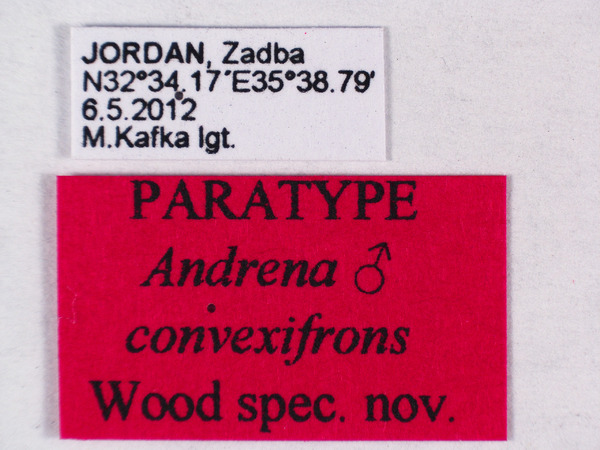 JORDAN, Zadba
N32°34.17´E35°38.79'
6.5.2012
M.Kafka lgt.
PARATYPE
Andrena ♂
convexifrons
Wood spec. nov.